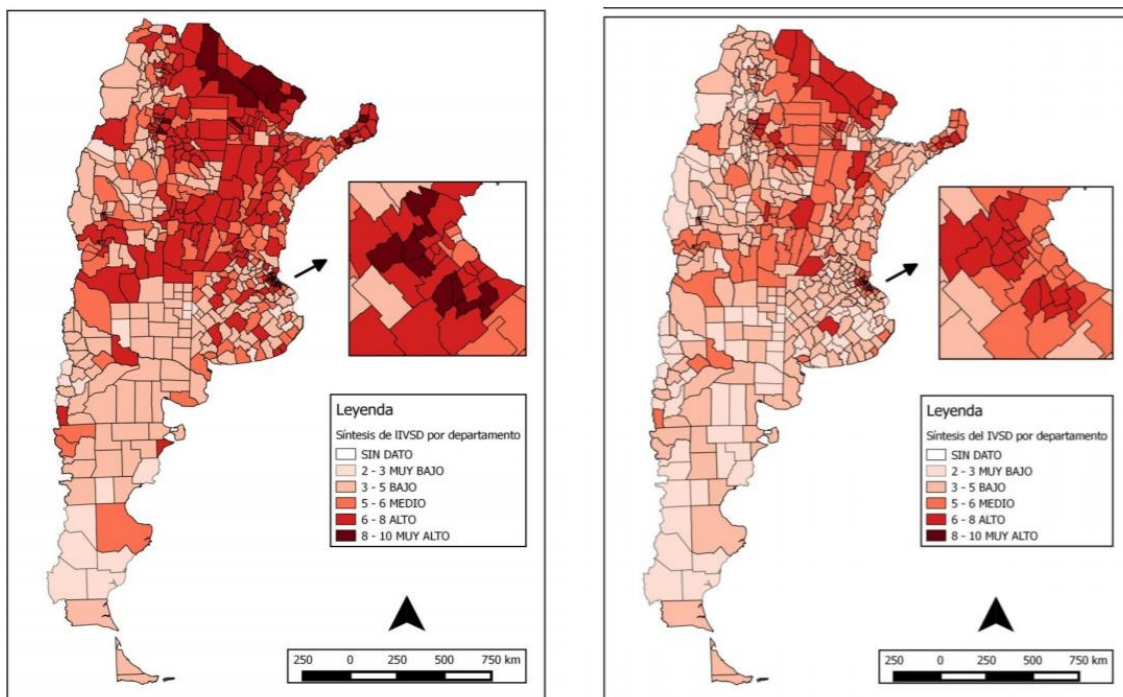 Leyenda
Síntesis de lIVSD por departamento
SIN DATO
2 - 3 MUY BAJO
3 - 5 BAJO
5 - 6 MEDIO
6 - 8 ALTO
8 - 10 MUY ALTO
250 0 250 500 750 km
Leyenda
Síntesis del IVSD por departamento
SIN DATO
2 - 3 MUY BAJO
3 - 5 BAJO
5 - 6 MEDIO
6 - 8 ALTO
8 - 10 MUY ALTO
250 0 250 500 750 km